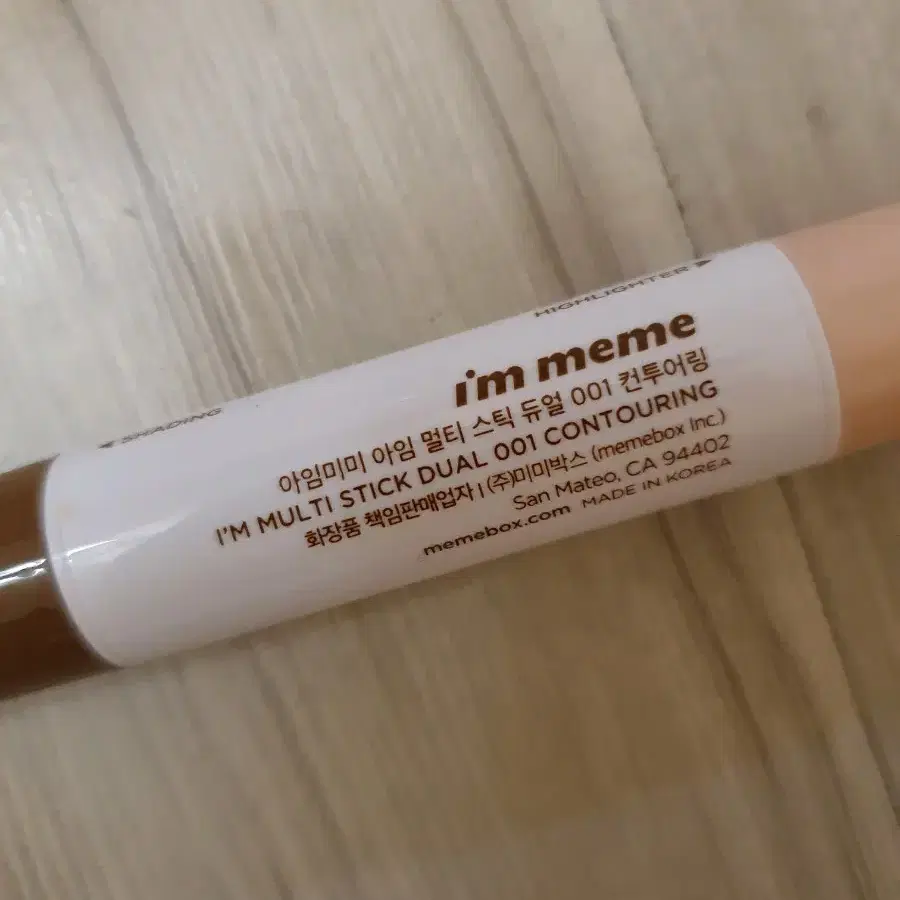 HIGHLIGHTER ▶
◀ SHADING
i'm meme
아임미미 아임 멀티 스틱 듀얼 001 컨투어링
I'M MULTI STICK DUAL 001 CONTOURING
화장품 책임판매업자 I (주)미미박스 (memebox Inc.)
San Mateo, CA 94402
memebox.com MADE IN KOREA